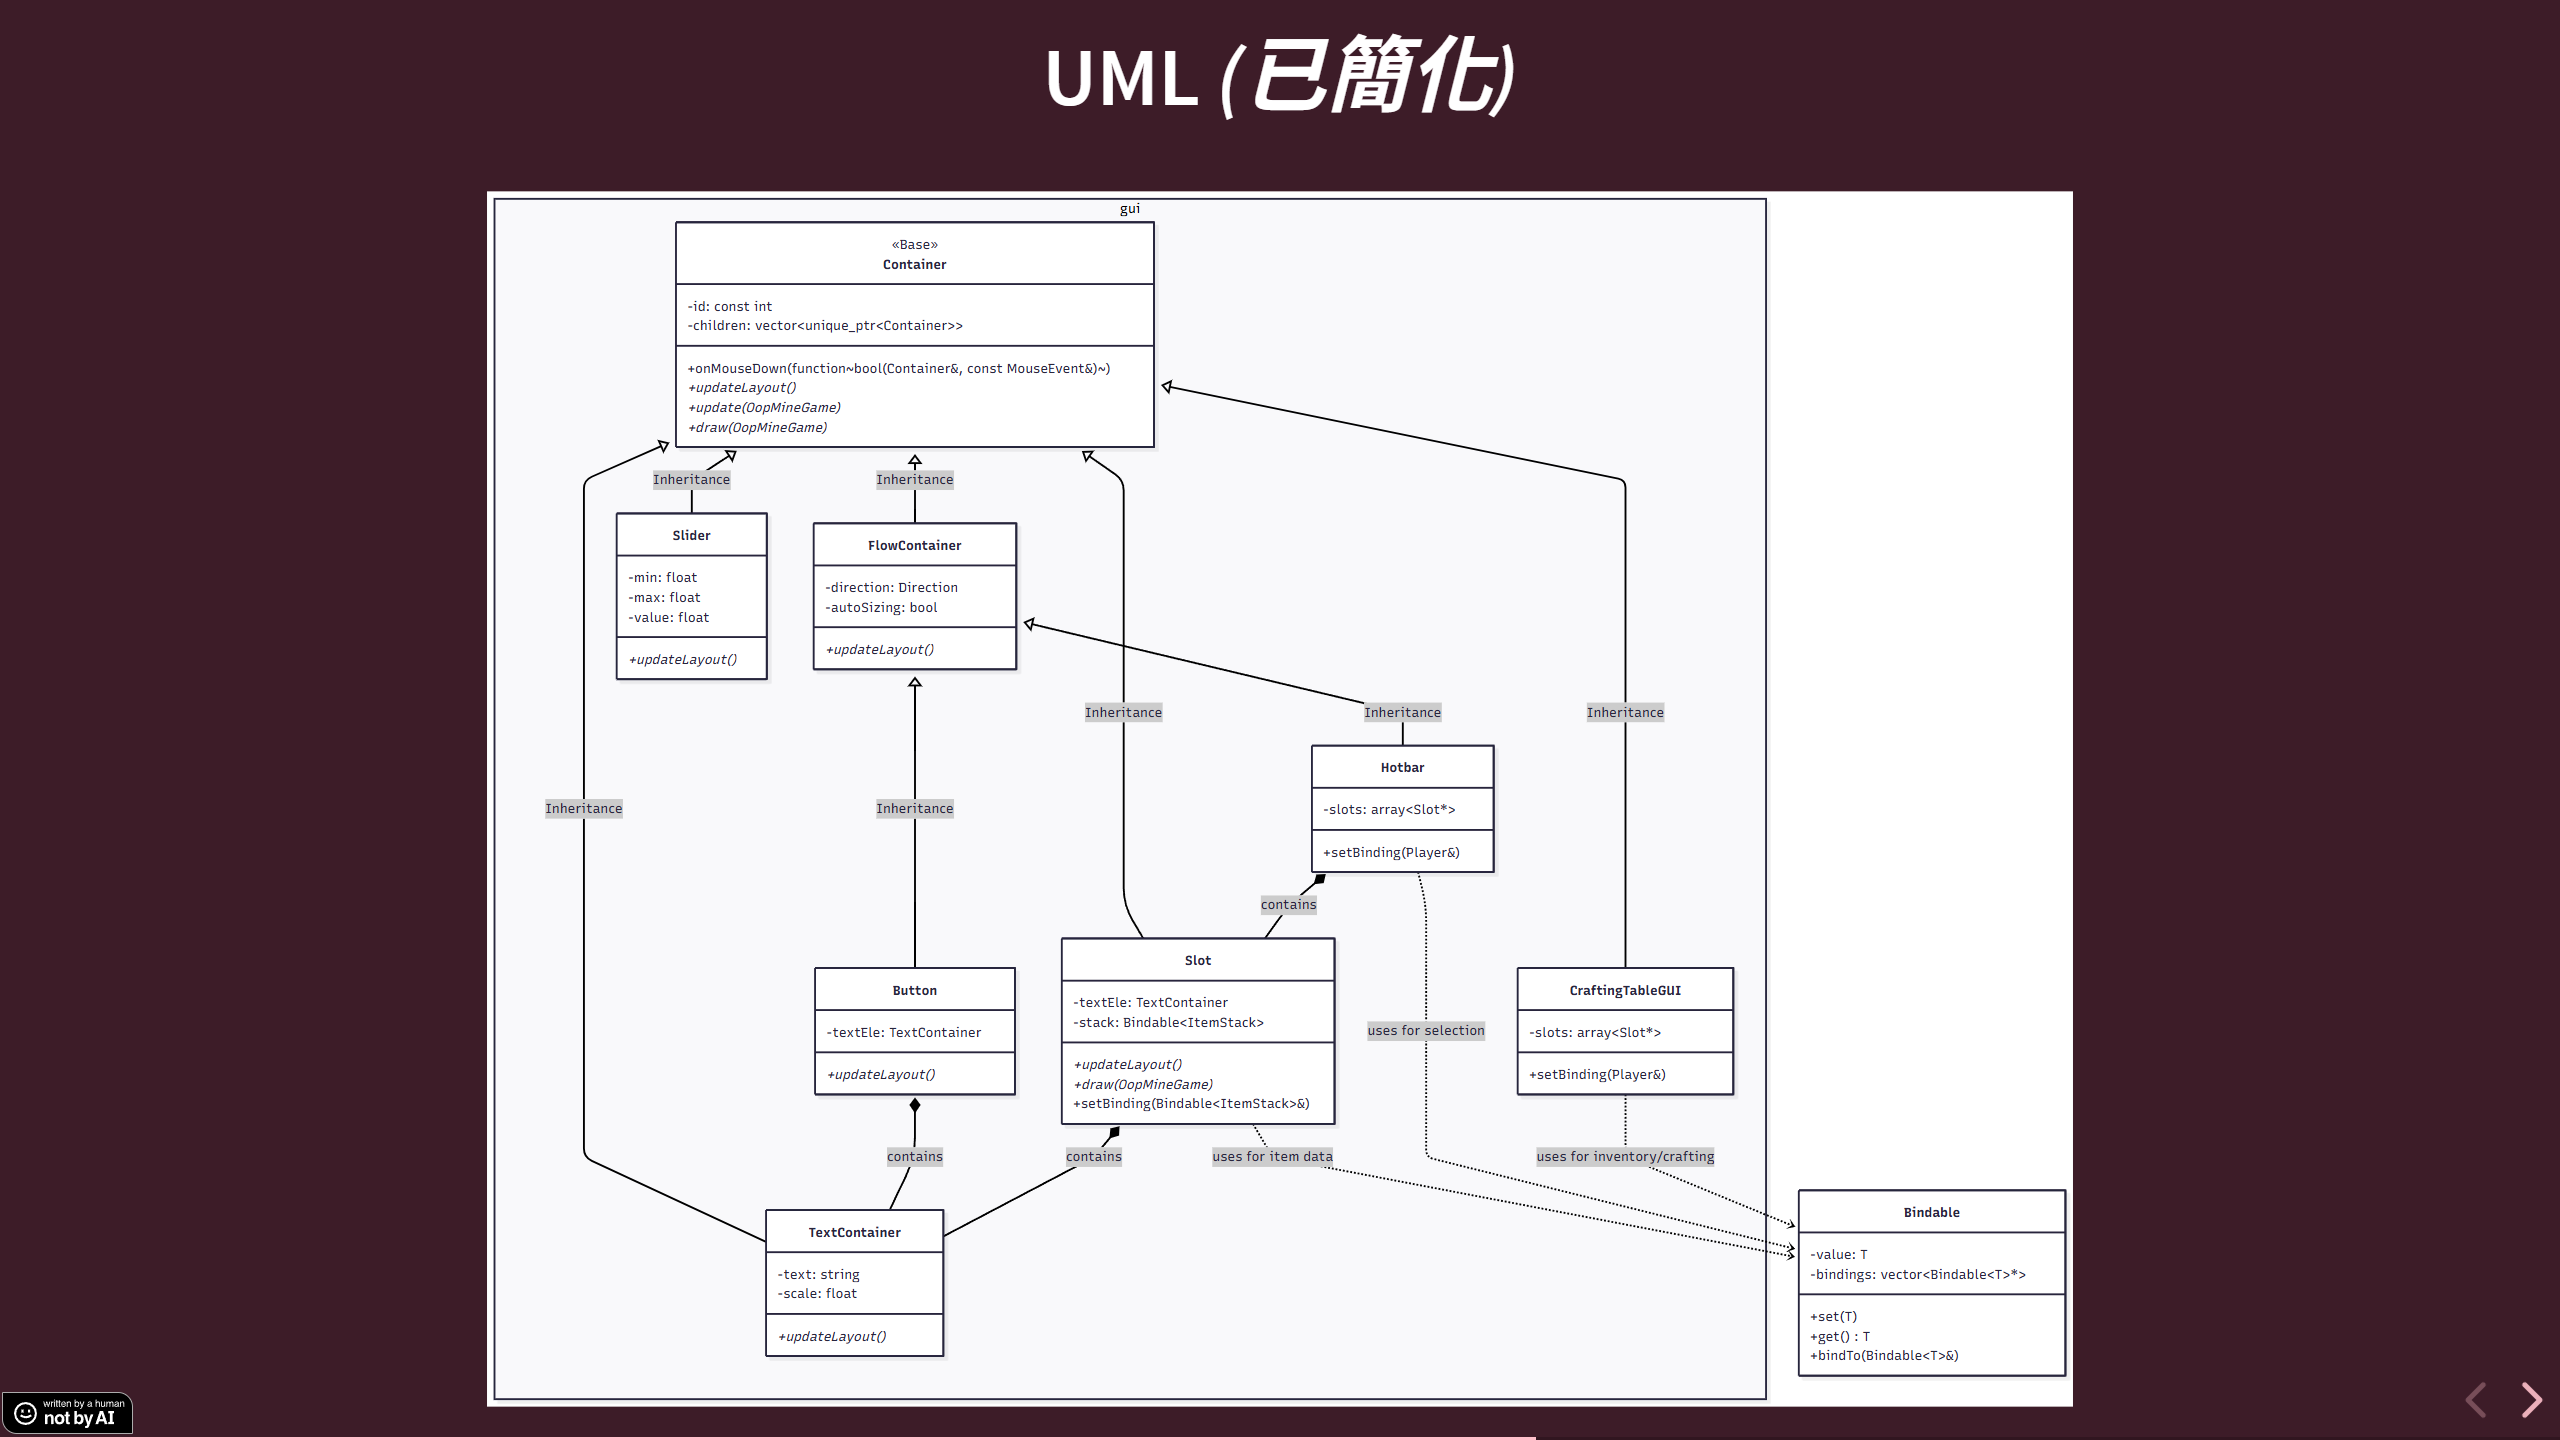 UML (已簡化)
gui
«Base»
Container
-id: const int
-children: vector<unique_ptr<Container>>
+onMouseDown(function~bool(Container&, const MouseEvent&)~)
+updateLayout()
+update(OopMineGame)
+draw(OopMineGame)
Inheritance
Inheritance
Slider
-min: float
-max: float
-value: float
+updateLayout()
FlowContainer
-direction: Direction
-autoSizing: bool
+updateLayout()
Inheritance
Inheritance
Inheritance
Hotbar
-slots: array<Slot*>
+setBinding(Player&)
Inheritance
Inheritance
contains
Button
-textEle: TextContainer
+updateLayout()
Slot
-textEle: TextContainer
-stack: Bindable<ItemStack>
+updateLayout()
+draw(OopMineGame)
+setBinding(Bindable<ItemStack>&)
uses for selection
CraftingTableGUI
-slots: array<Slot*>
+setBinding(Player&)
contains
contains
uses for item data
uses for inventory/crafting
TextContainer
-text: string
-scale: float
+updateLayout()
Bindable
-value: T
-bindings: vector<Bindable<T>*>
+set(T)
+get() : T
+bindTo(Bindable<T>&)
written by a human
not by AI